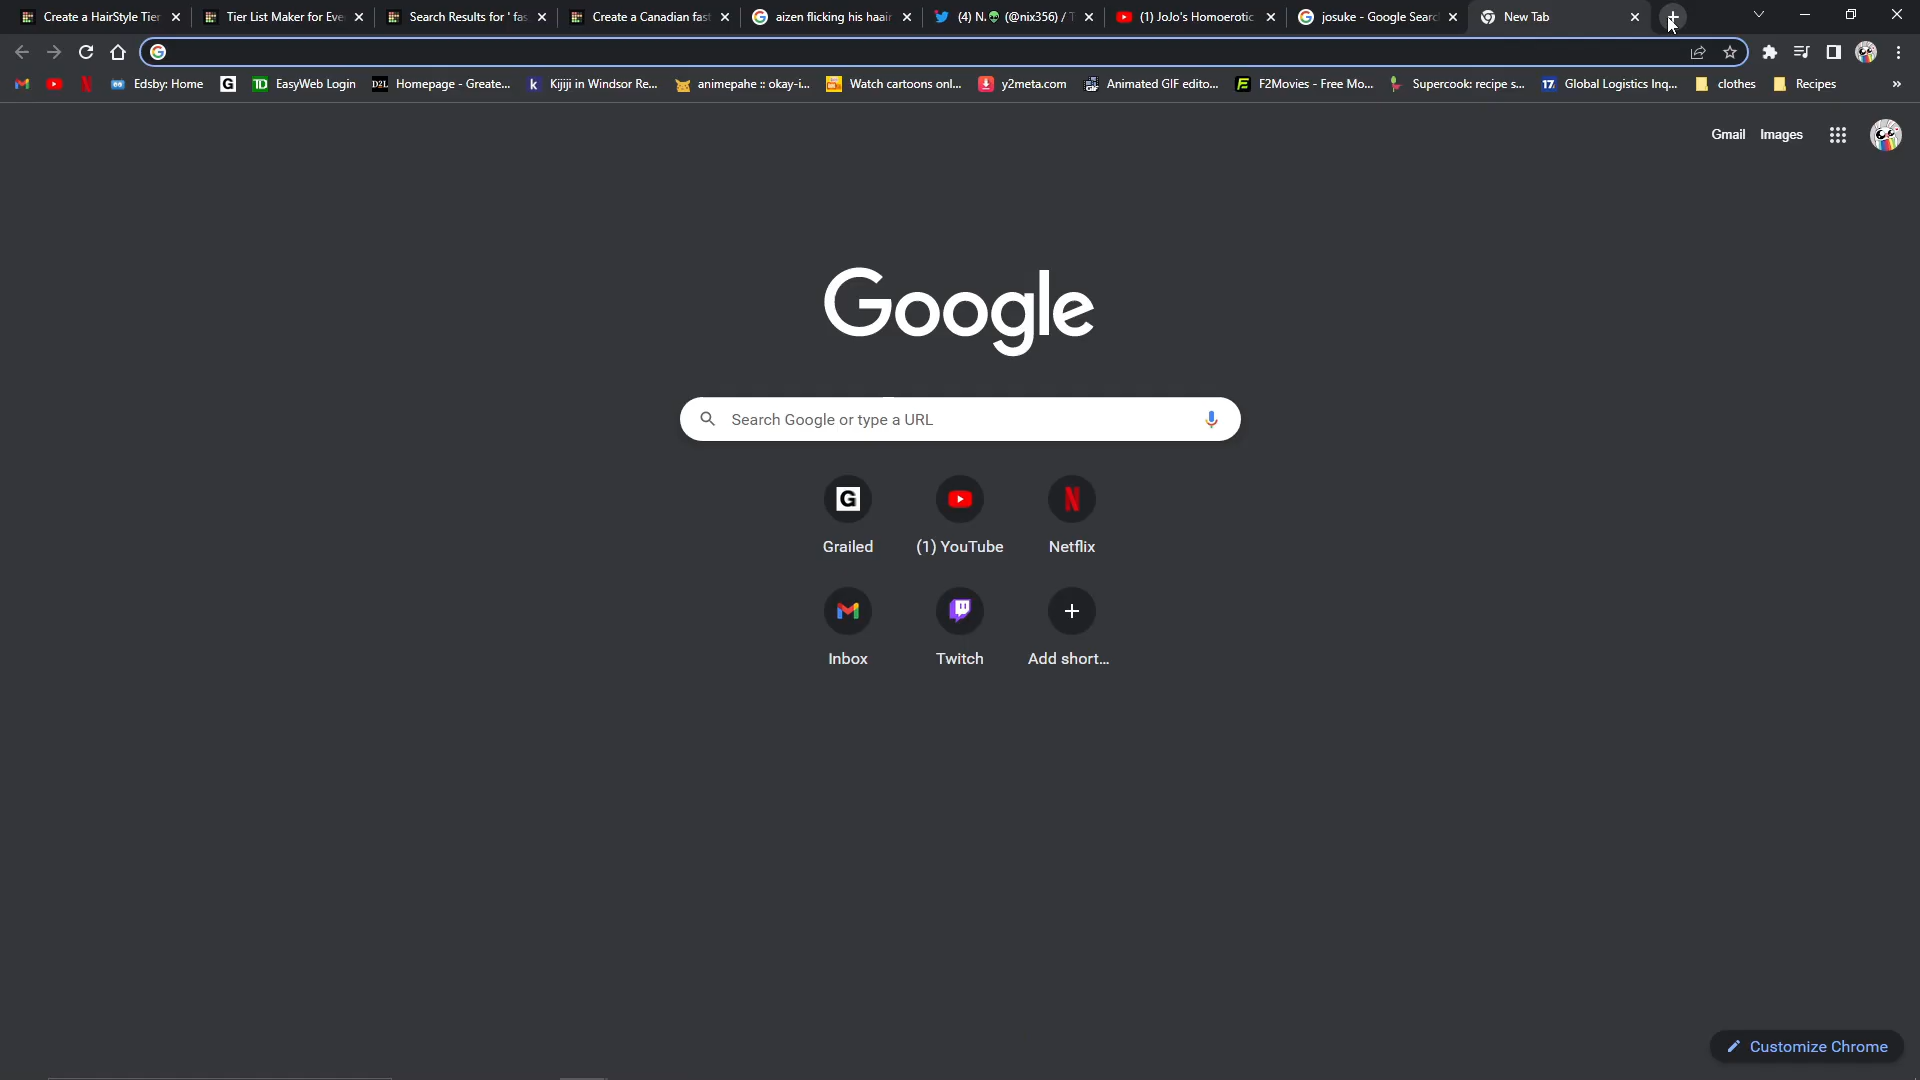 Create a HairStyle Tier
Tier List Maker for Eve
Search Results for ' fas
Create a Canadian fast
aizen flicking his haair
(4) N.👽 (@nix356) / T
(1) JoJo's Homoerotic
josuke - Google Searc
New Tab
Edsby: Home
G
TD EasyWeb Login
D2L Homepage - Greate...
k Kijiji in Windsor Re...
animepahe :: okay-i...
Watch cartoons onl...
y2meta.com
Animated GIF edito...
F2Movies - Free Mo...
Supercook: recipe s...
17 Global Logistics Inq...
clothes
Recipes
»
Gmail Images
Google
Search Google or type a URL
Grailed
(1) YouTube
Netflix
Inbox
Twitch
Add short...
Customize Chrome